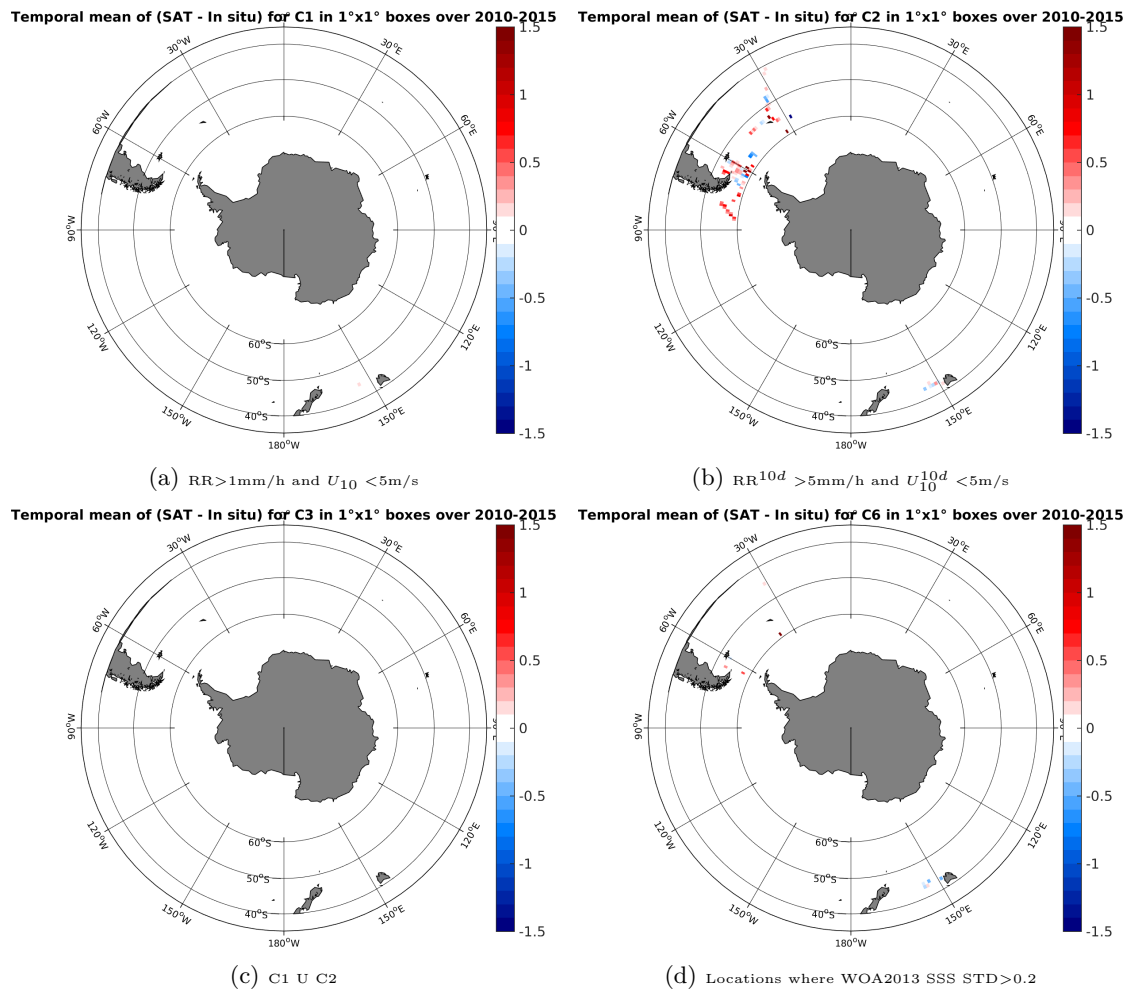 Temporal mean of (SAT - In situ) for C1 in 1°x1° boxes over 2010-2015
Temporal mean of (SAT - In situ) for C2 in 1°x1° boxes over 2010-2015
30°W
30°E
60°W
60°E
90°W
120°W
120°E
150°W
150°E
180°W
60°S
50°S
40°S
1.5
1
0.5
0
-0.5
-1
-1.5
30°W
30°E
60°W
60°E
90°W
120°W
120°E
150°W
150°E
180°W
60°S
50°S
40°S
1.5
1
0.5
0
-0.5
-1
-1.5
(a) RR>1mm/h and U₁₀ <5m/s
(b) RR^{10d} >5mm/h and U_{10}^{10d} <5m/s
Temporal mean of (SAT - In situ) for C3 in 1°x1° boxes over 2010-2015
Temporal mean of (SAT - In situ) for C6 in 1°x1° boxes over 2010-2015
30°W
30°E
60°W
60°E
90°W
120°W
120°E
150°W
150°E
180°W
60°S
50°S
40°S
1.5
1
0.5
0
-0.5
-1
-1.5
30°W
30°E
60°W
60°E
90°W
120°W
120°E
150°W
150°E
180°W
60°S
50°S
40°S
1.5
1
0.5
0
-0.5
-1
-1.5
(c) C1 U C2
(d) Locations where WOA2013 SSS STD>0.2